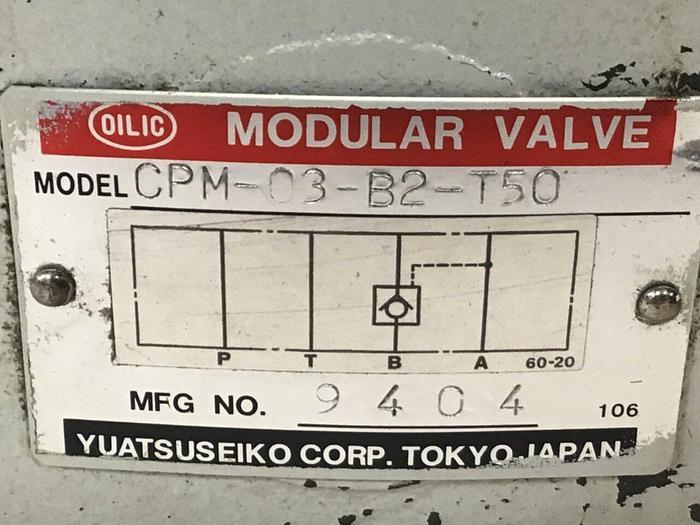 OILIC MODULAR VALVE
MODEL CPM-03-B2-T50
P T B A 60-20
MFG NO. 9404 106
YUATSUSEIKO CORP. TOKYO JAPAN